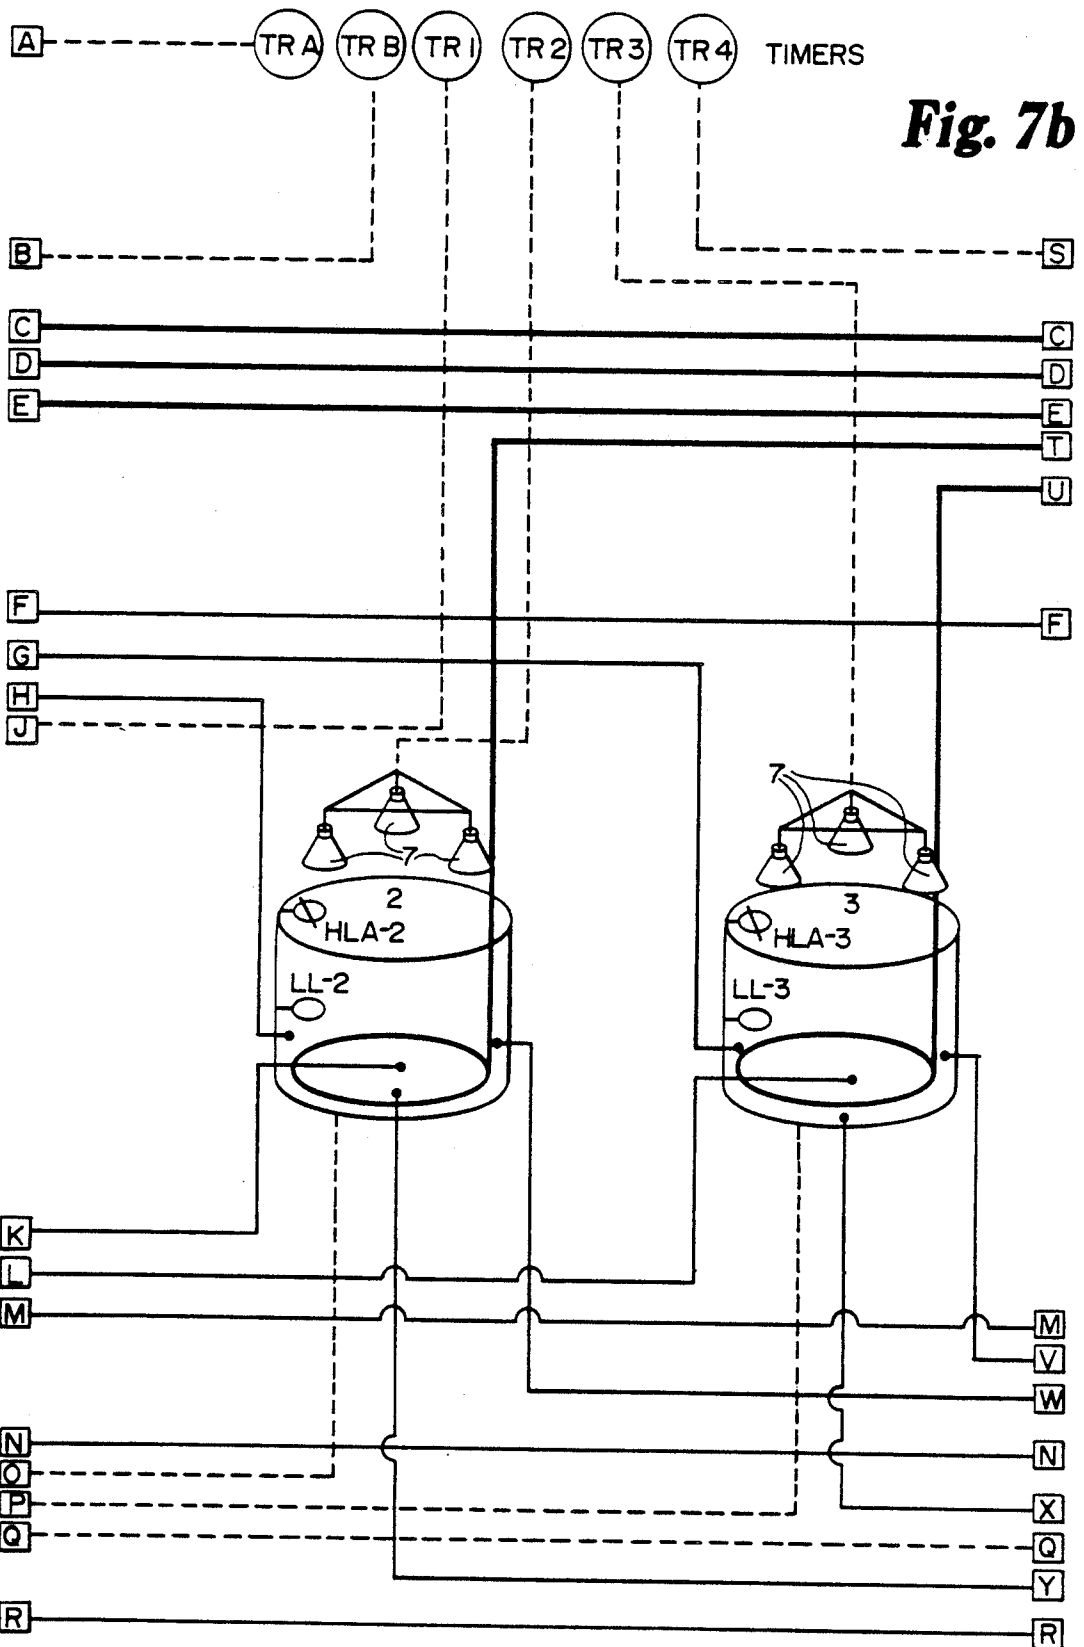 A TR A TR B TR 1 TR 2 TR 3 TR 4 TIMERS
Fig. 7b
B S
C C
D D
E E
T
U
F F
G
H
J
7
7
2 3
HLA-2 HLA-3
LL-2 LL-3
K
L
M M
V
W
N N
O
P X
Q Q
Y
R R